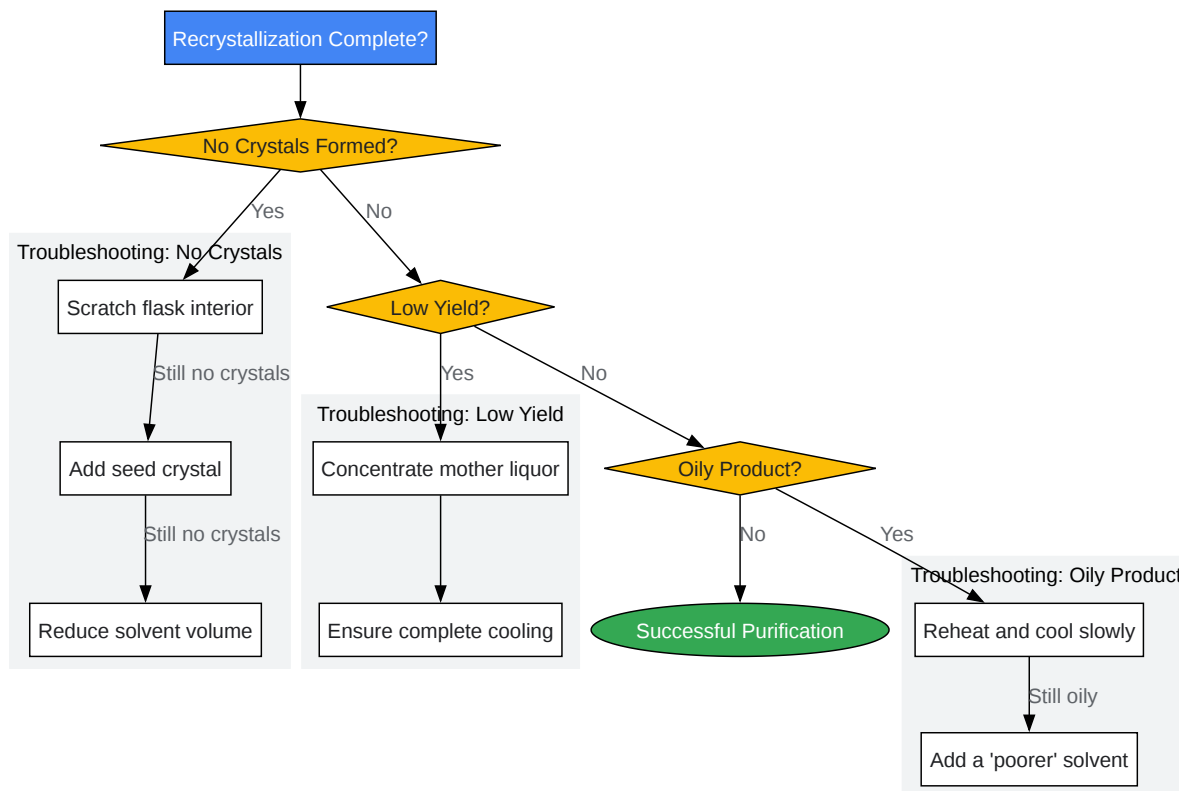 Recrystallization Complete?
No Crystals Formed?
Yes
No
Troubleshooting: No Crystals
Scratch flask interior
Low Yield?
Still no crystals
Yes
No
Troubleshooting: Low Yield
Add seed crystal
Concentrate mother liquor
Oily Product?
Still no crystals
No
Yes
Troubleshooting: Oily Product
Reduce solvent volume
Ensure complete cooling
Successful Purification
Reheat and cool slowly
Still oily
Add a 'poorer' solvent